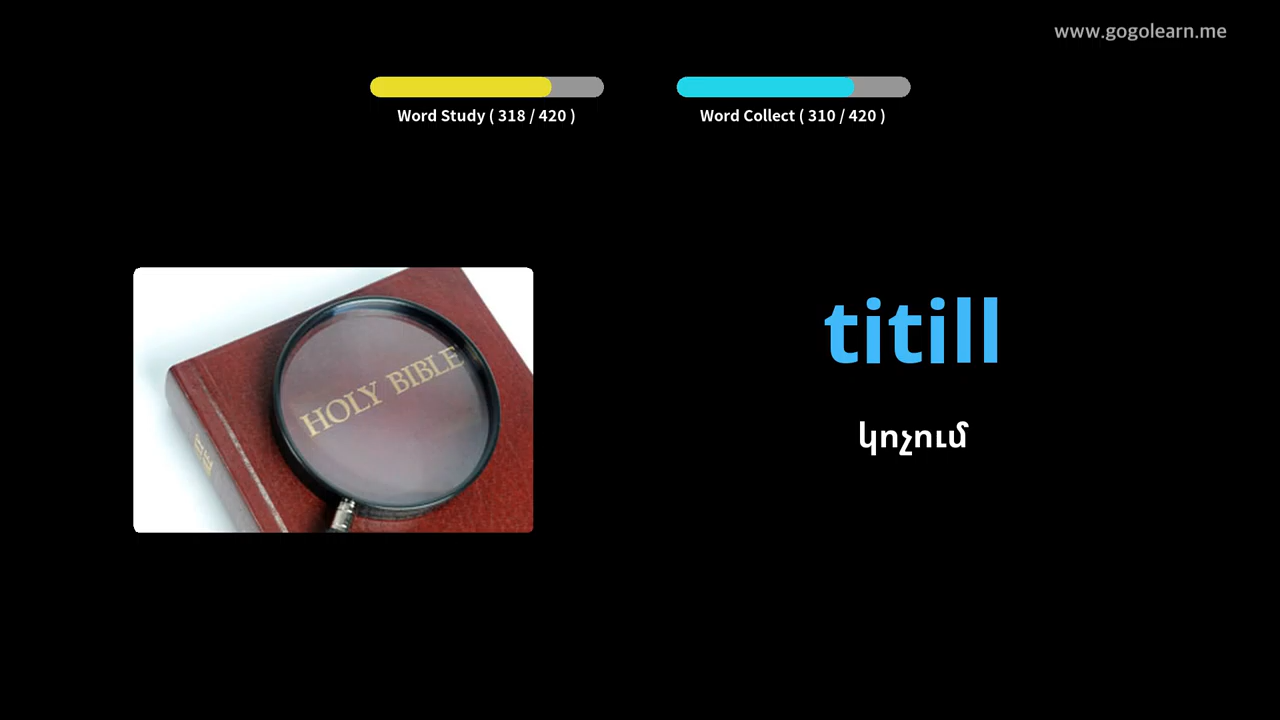 www.gogolearn.me
Word Study ( 318 / 420 )
Word Collect ( 310 / 420 )
HOLY BIBLE
titill
կոչում